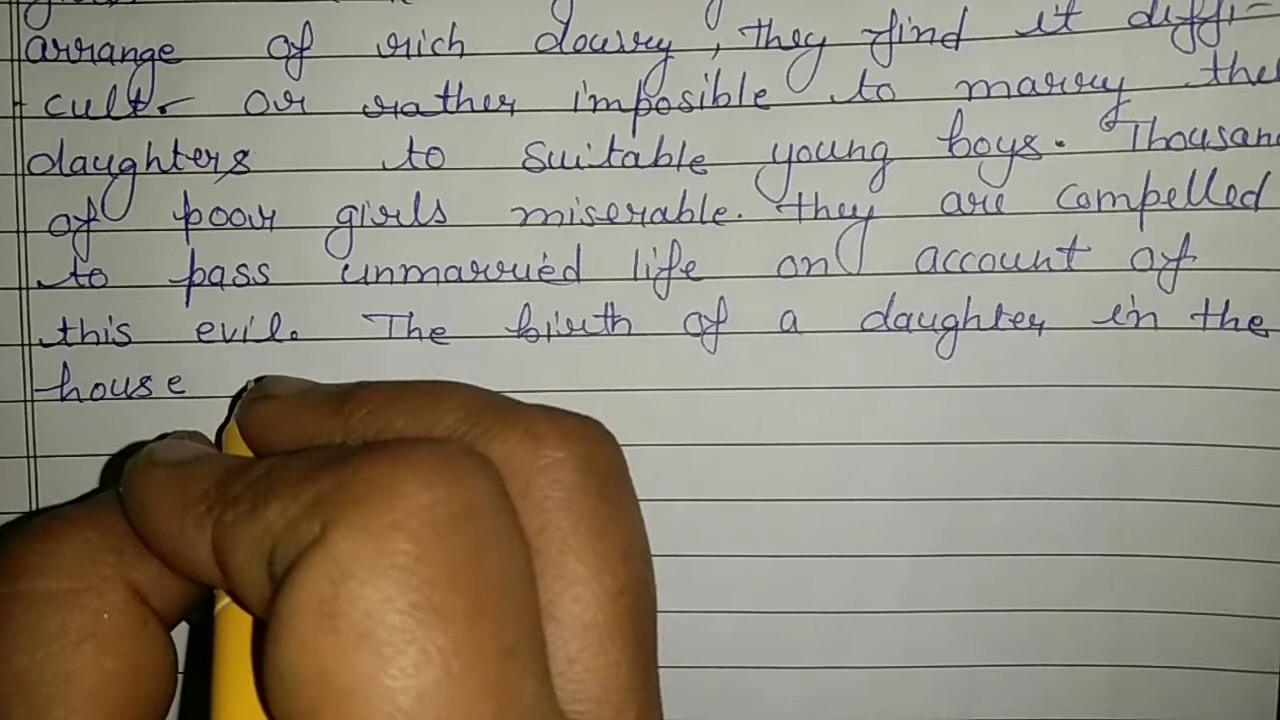 arrange of rich dowry, they find it diffi-
cult or rather imposible to marry the
daughters to suitable young boys. Thousan
of poor girls miserable. they are compelled
to pass unmarried life on account of
this evil. The birth of a daughter in the
house